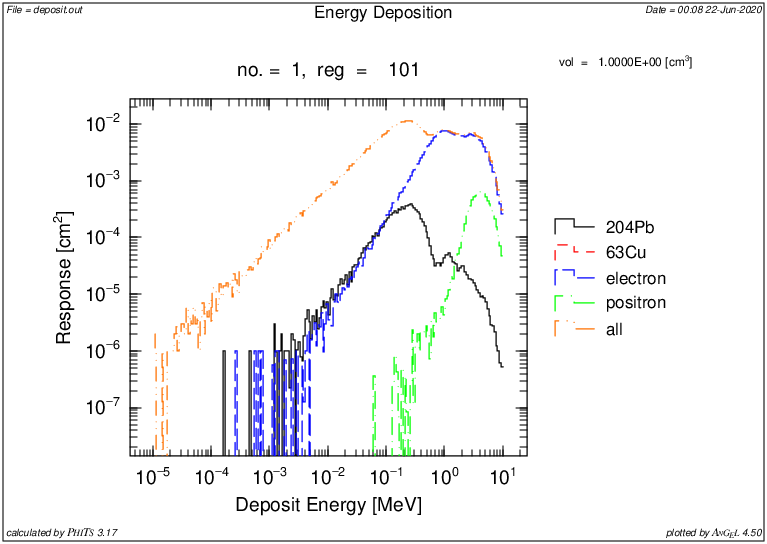 File = deposit.out
Energy Deposition
Date = 00:08 22-Jun-2020
no. = 1, reg = 101
vol = 1.0000E+00 [cm³]
Response [cm²]
10⁻²
10⁻³
10⁻⁴
10⁻⁵
10⁻⁶
10⁻⁷
204Pb
63Cu
electron
positron
all
10⁻⁵ 10⁻⁴ 10⁻³ 10⁻² 10⁻¹ 10⁰ 10¹
Deposit Energy [MeV]
calculated by PHITS 3.17
plotted by ANGEL 4.50